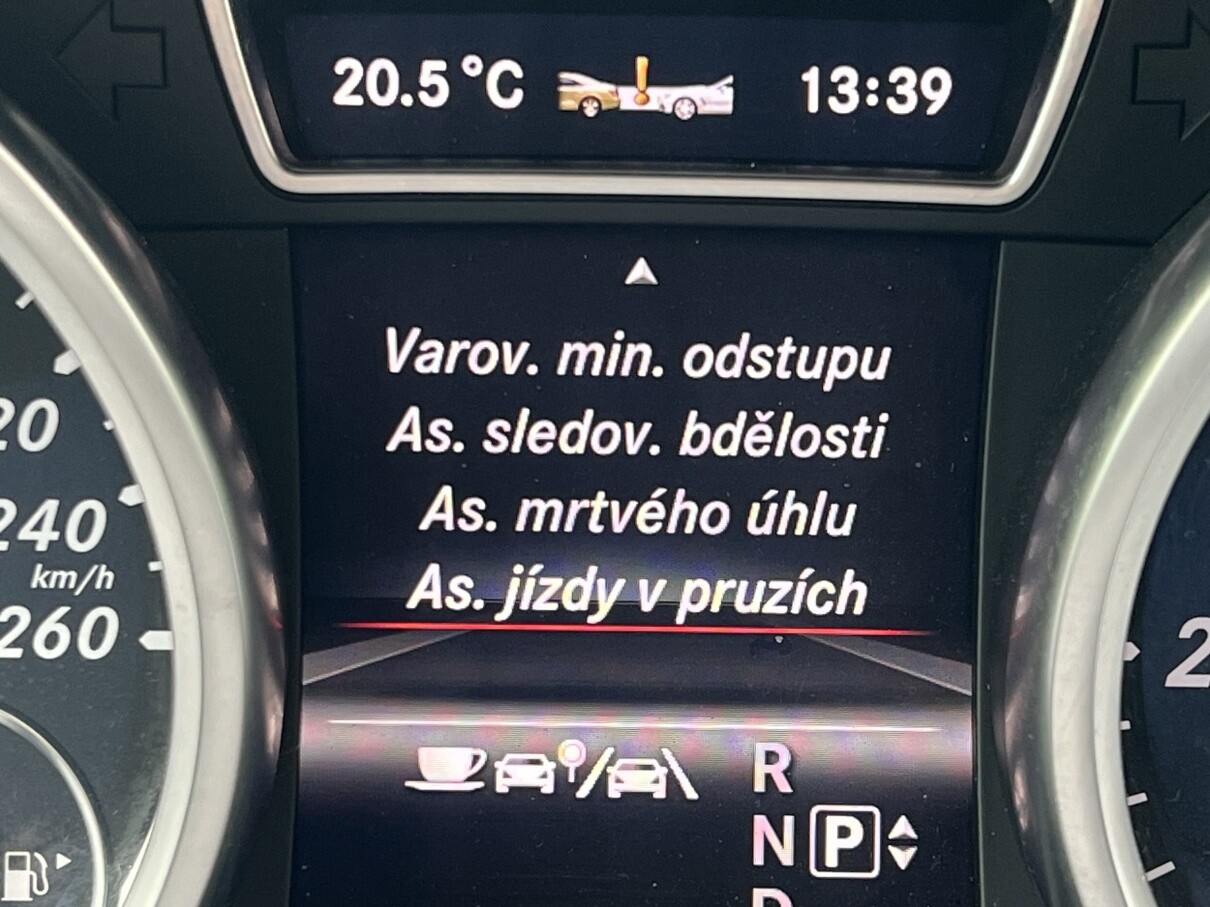 20.5 °C 13:39
Varov. min. odstupu
As. sledov. bdělosti
As. mrtvého úhlu
As. jízdy v pruzích
20
240
km/h
260
2
R
N P
D